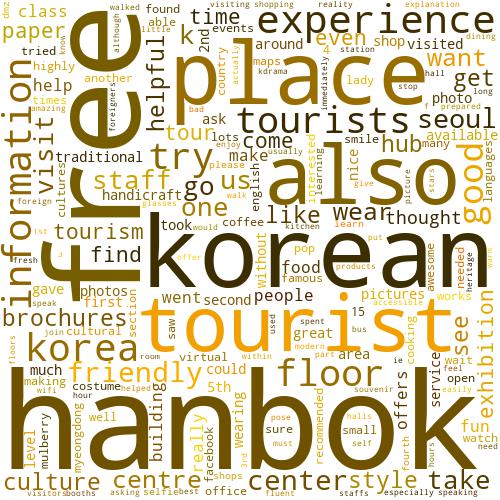 dmz class
found
able
walked
visiting shopping
reality
explanation
paper
time
experience
tried
2nd
events
free
place
k
even
shop
visited
dining
know
although
little
maps
station
want
highly
help
another
around
country
actually
kdrama
immediately
lady
stop
get
hall
long
f
prepared
times
amazing
foreigners
helpful
ask
lots
bad
photo
information
visit
traditional
tour
tourists
seoul
come
smile
hub
many
available
languages
try
also
enjoy
usually
please
walk
english
interested
learning
nice
picture
give
stars
good
cultures
staff
handicraft
make
go
us
foreign
glasses
tourism
one
like
wear
thought
1st
offer
took
would
coffee
kitchen
learn
put
products
heritage
ffresh
find
korean
without
pop
food
famous
awesome
needed
accessible
gave
photos
first
went
second
people
pictures
works
speak
brochures
section
tourist
see
exhibition
join
cultural
saw
used
spent
modern
15
bus
cooking
ie
floors
korea
room
virtual
within
great
3rd
part
area
wait
feel
much
wifi
friendly
could
floor
service
easily
making
costume
helped
souvenir
offers
open
hanbok
hour
5th
building
really
wearing
recommended
level
mulberry
myeongdong
well
facebook
sure
pose
must
small
self
halls
fourth
hours
fun
watch
need
culture
centre
shops
center
style
take
visitors
booths
asking
selfie
best
office
fluent
staffs
especially
speaking